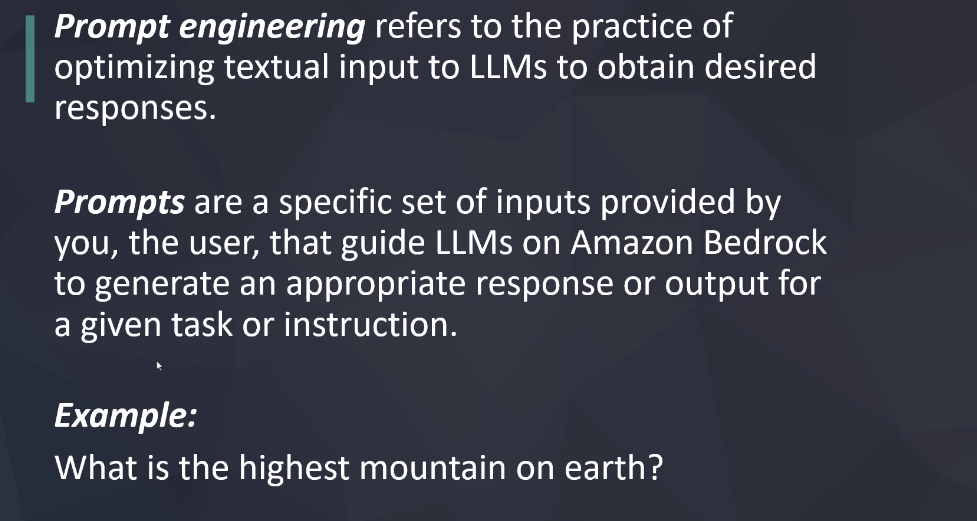 Prompt engineering refers to the practice of
optimizing textual input to LLMs to obtain desired
responses.
Prompts are a specific set of inputs provided by
you, the user, that guide LLMs on Amazon Bedrock
to generate an appropriate response or output for
a given task or instruction.
Example:
What is the highest mountain on earth?